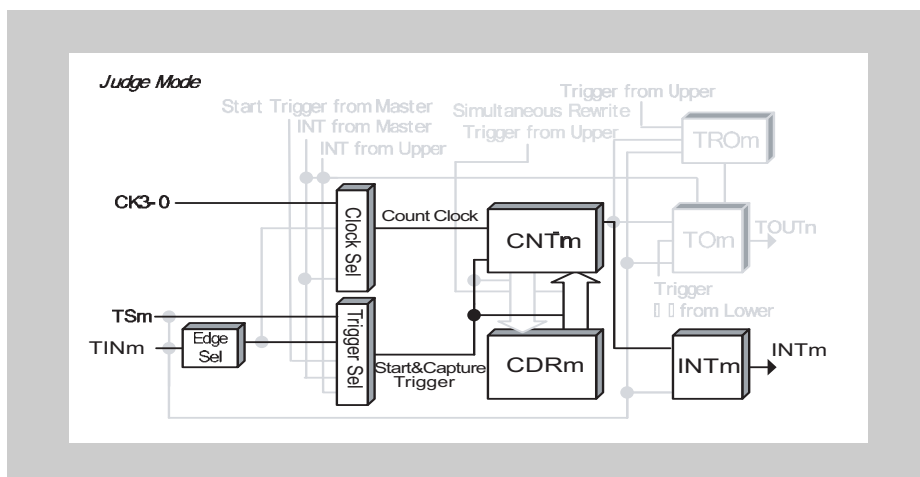 Judge Mode
Trigger from Upper
Start Trigger from Master
Simultaneous Rewrite
INT from Master
Trigger from Upper
INT from Upper
TROm
CK3-0
Clock Sel
Count Clock
CNTm
TOm
TOUTn
Trigger
from Lower
TSm
TINm
Edge
Sel
Trigger Sel
Start&Capture
Trigger
CDRm
INTm
INTm